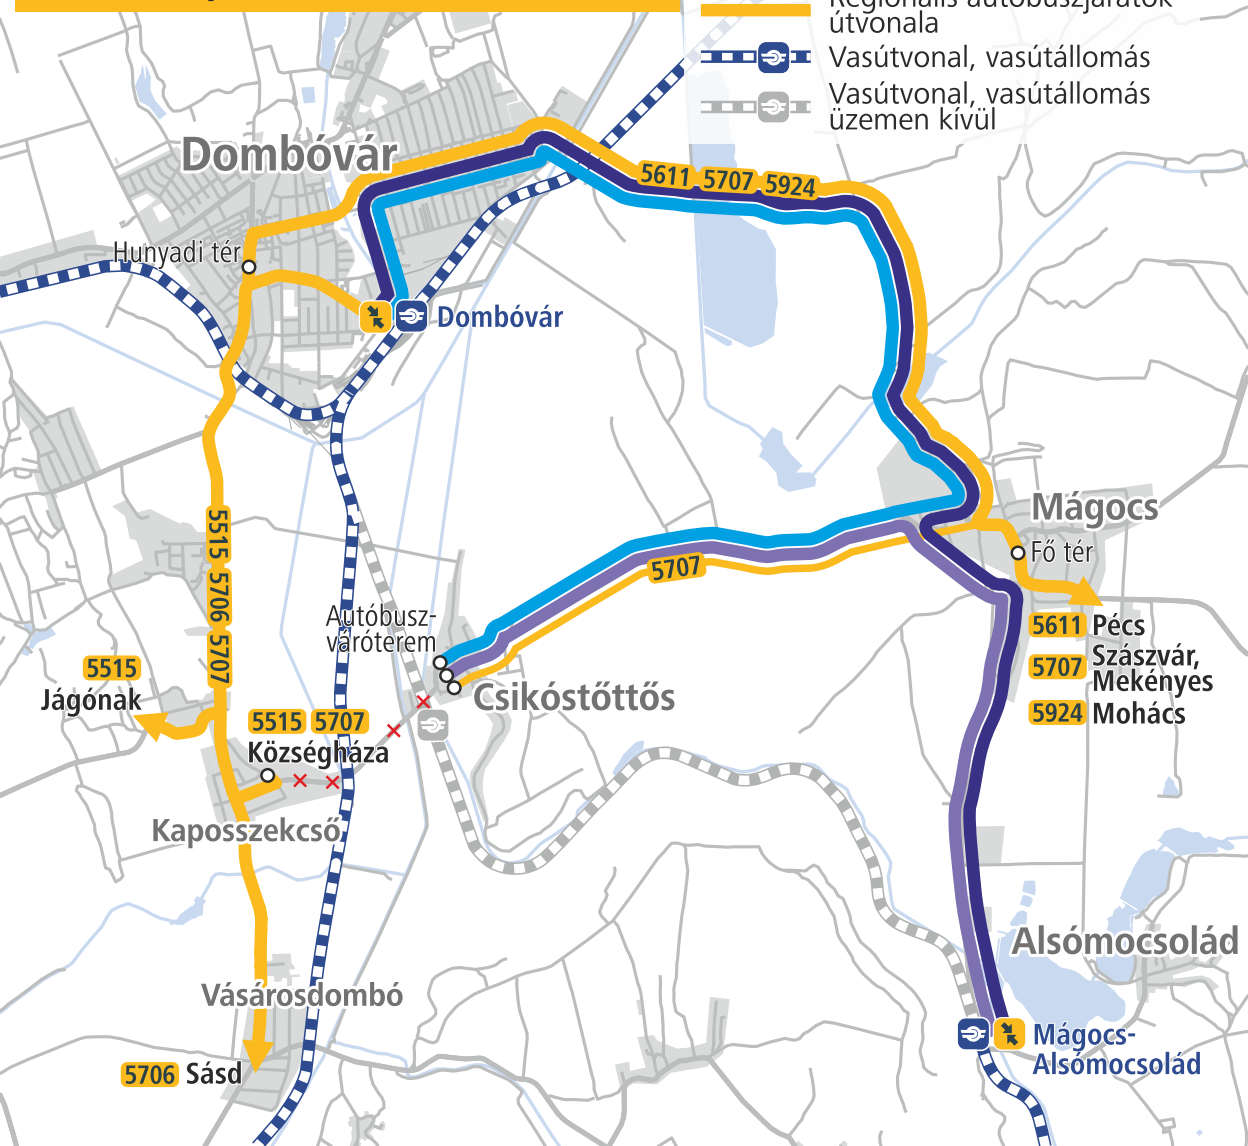 Regionális autóbuszjáratok
útvonala
Vasútvonal, vasútállomás
Vasútvonal, vasútállomás
üzemen kívül
Dombóvár
5611 5707 5924
Hunyadi tér
Dombóvár
Mágocs
Fő tér
5515 5706 5707
5707
Autóbusz-
váróterem
5611 Pécs
5707 Szászvár,
Mekényes
5924 Mohács
5515
Jágónak
Csikóstőttős
5515 5707
Községháza
Kaposszekcső
Alsómocsolád
Vásárosdombó
Mágocs-
Alsómocsolád
5706 Sásd